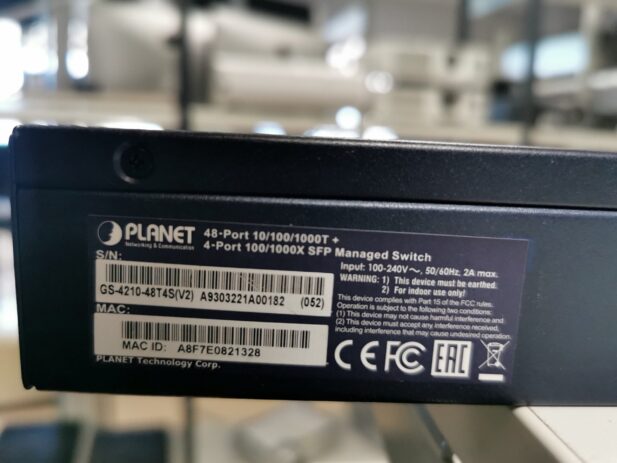 PLANET
Networking & Communication
48-Port 10/100/1000T +
4-Port 100/1000X SFP Managed Switch
S/N:
GS-4210-48T4S(V2) A9303221A00182 (052)
MAC:
MAC ID: A8F7E0821328
PLANET Technology Corp.
Input: 100-240V~, 50/60Hz, 2A max.
WARNING: 1) This device must be earthed.
2) For indoor use only!
This device complies with Part 15 of the FCC rules.
Operation is subject to the following two conditions:
(1) This device may not cause harmful interference and
(2) This device must accept any interference received,
including interference that may cause undesired operation.
CE FC EAC